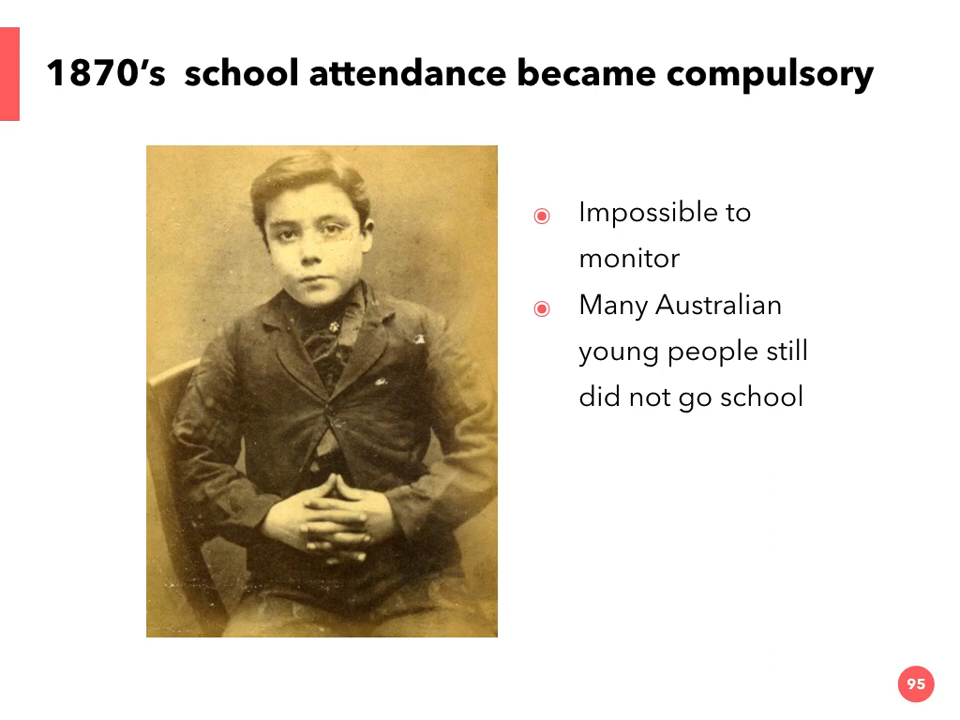 1870’s  school attendance became compulsory
Impossible to
monitor
Many Australian
young people still
did not go school
95